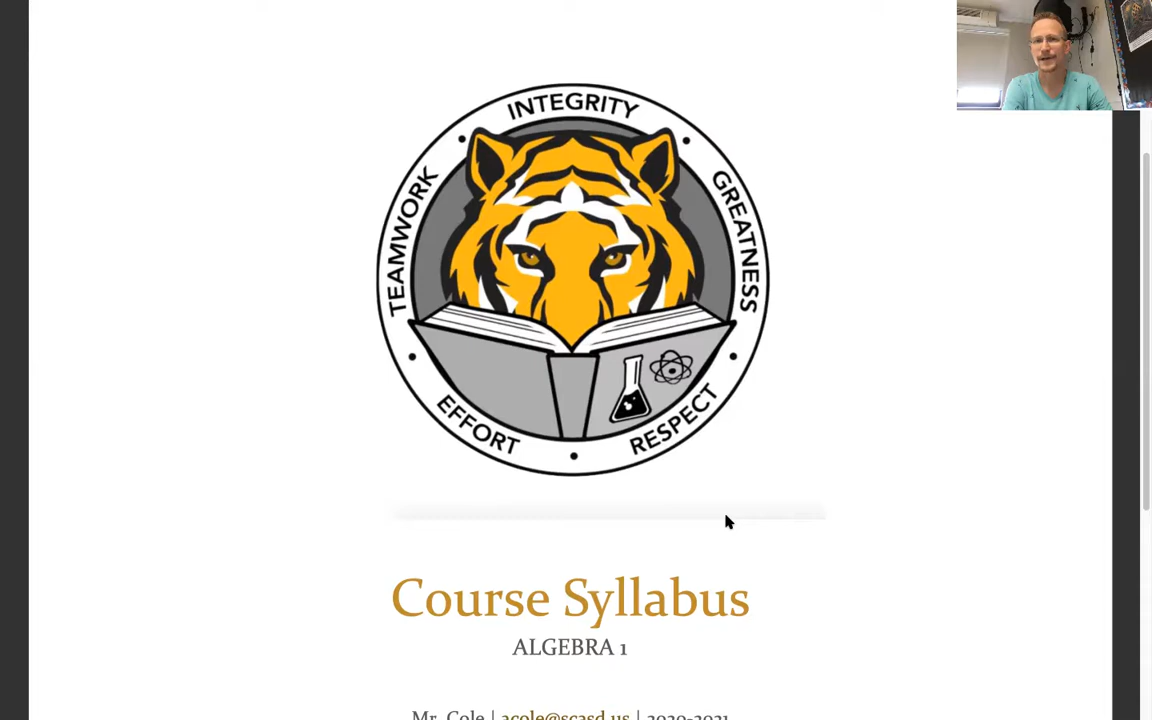 INTEGRITY
TEAMWORK
GREATNESS
EFFORT
RESPECT
Course Syllabus
ALGEBRA 1
Mr. Cole | acole@scasd.us | 2020-2021